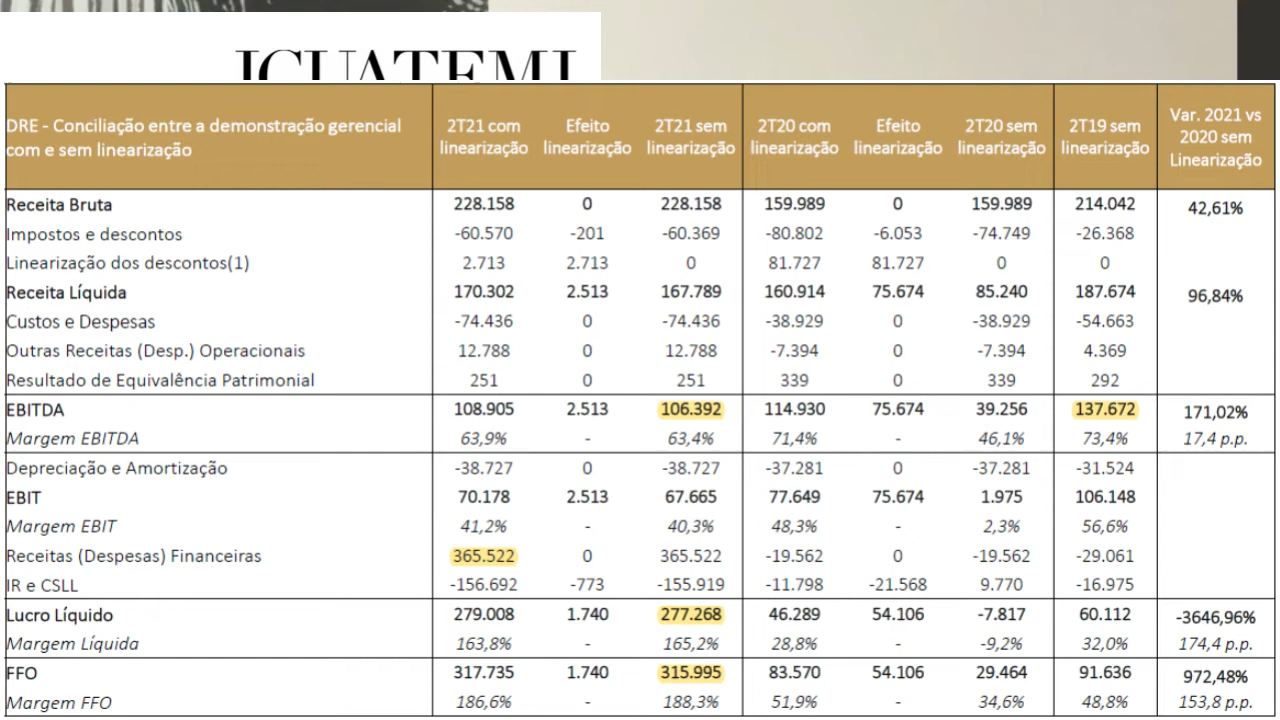 IGUATEMI
DRE - Conciliação entre a demonstração gerencial com e sem linearização | 2T21 com linearização | Efeito linearização | 2T21 sem linearização | 2T20 com linearização | Efeito linearização | 2T20 sem linearização | 2T19 sem linearização | Var. 2021 vs 2020 sem Linearização
Receita Bruta 228.158 0 228.158 159.989 0 159.989 214.042 42,61%
Impostos e descontos -60.570 -201 -60.369 -80.802 -6.053 -74.749 -26.368
Linearização dos descontos(1) 2.713 2.713 0 81.727 81.727 0 0
Receita Líquida 170.302 2.513 167.789 160.914 75.674 85.240 187.674 96,84%
Custos e Despesas -74.436 0 -74.436 -38.929 0 -38.929 -54.663
Outras Receitas (Desp.) Operacionais 12.788 0 12.788 -7.394 0 -7.394 4.369
Resultado de Equivalência Patrimonial 251 0 251 339 0 339 292
EBITDA 108.905 2.513 106.392 114.930 75.674 39.256 137.672 171,02%
Margem EBITDA 63,9% - 63,4% 71,4% - 46,1% 73,4% 17,4 p.p.
Depreciação e Amortização -38.727 0 -38.727 -37.281 0 -37.281 -31.524
EBIT 70.178 2.513 67.665 77.649 75.674 1.975 106.148
Margem EBIT 41,2% - 40,3% 48,3% - 2,3% 56,6%
Receitas (Despesas) Financeiras 365.522 0 365.522 -19.562 0 -19.562 -29.061
IR e CSLL -156.692 -773 -155.919 -11.798 -21.568 9.770 -16.975
Lucro Líquido 279.008 1.740 277.268 46.289 54.106 -7.817 60.112 -3646,96%
Margem Líquida 163,8% - 165,2% 28,8% - -9,2% 32,0% 174,4 p.p.
FFO 317.735 1.740 315.995 83.570 54.106 29.464 91.636 972,48%
Margem FFO 186,6% - 188,3% 51,9% - 34,6% 48,8% 153,8 p.p.